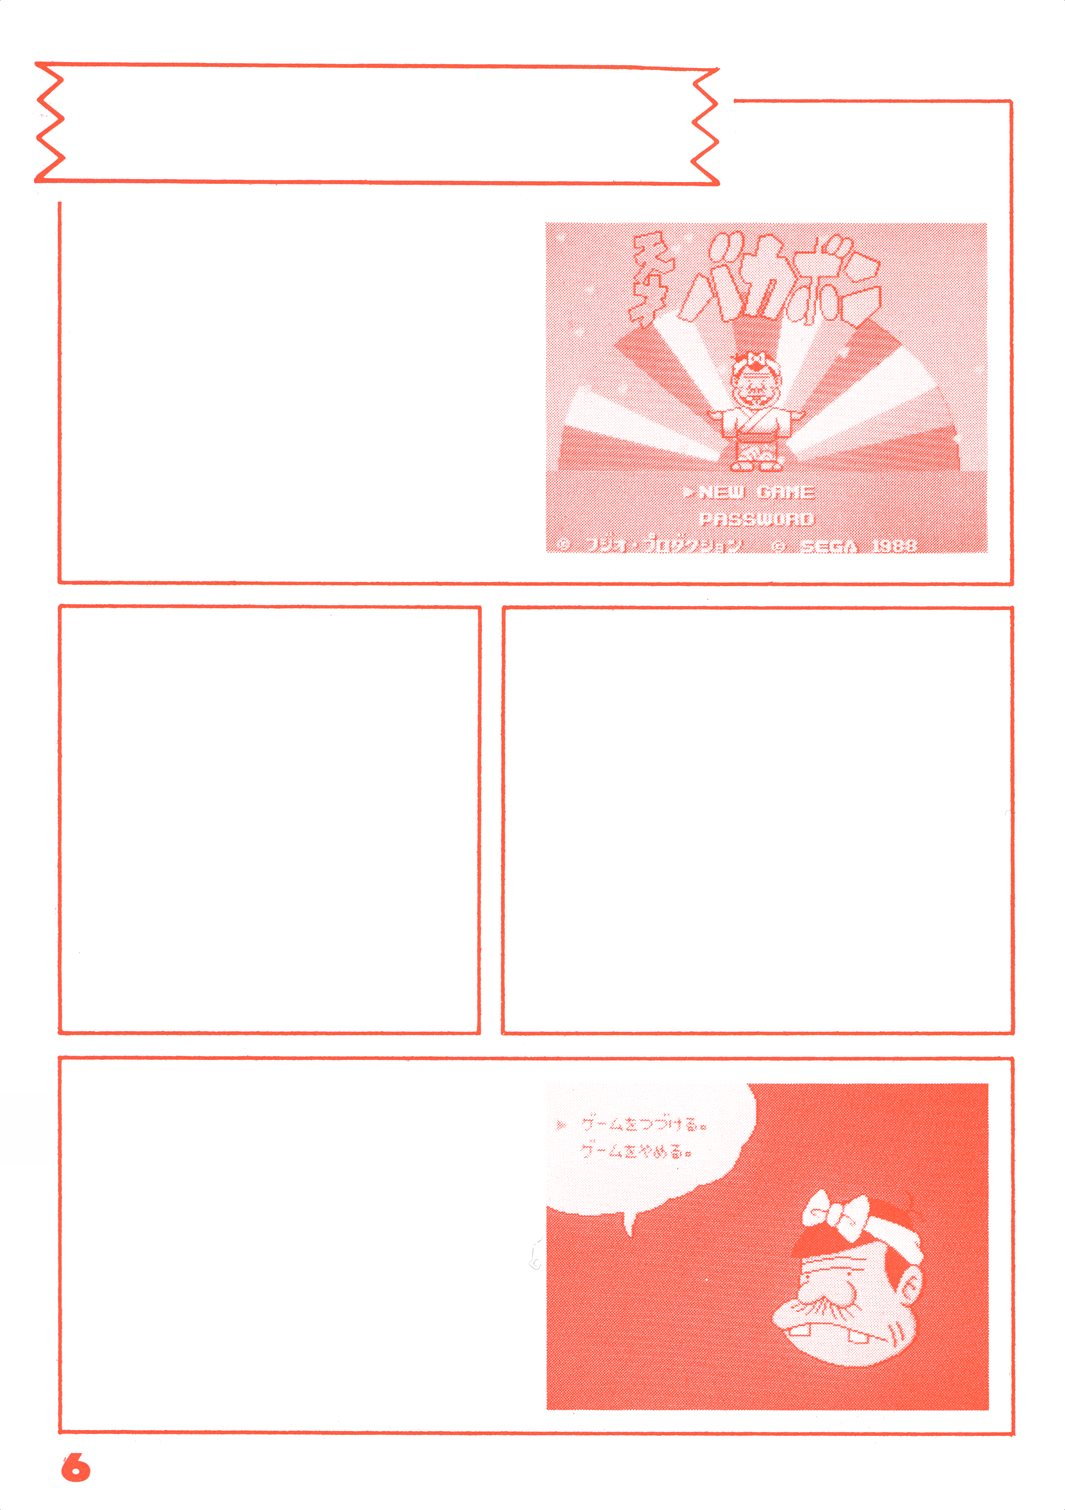 天才バカボン
▶NEW GAME
PASSWORD
© フジオ・プロダクション © SEGA 1988
▶ ゲームをつづける。
ゲームをやめる。
6